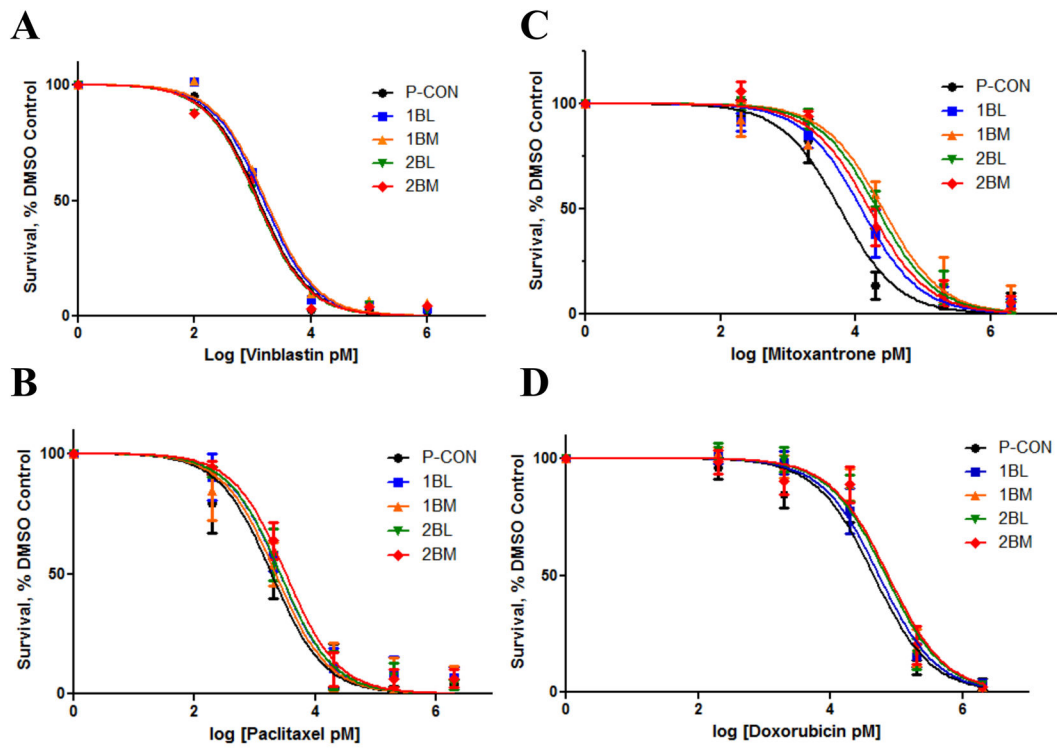 A
Survival, % DMSO Control
100
50
0
0
2
4
6
Log [Vinblastin pM]
P-CON
1BL
1BM
2BL
2BM
C
Survival, % DMSO Control
100
50
0
0
2
4
6
log [Mitoxantrone pM]
P-CON
1BL
1BM
2BL
2BM
B
Survival, % DMSO Control
100
50
0
0
2
4
6
log [Paclitaxel pM]
P-CON
1BL
1BM
2BL
2BM
D
Survival, % DMSO Control
100
50
0
0
2
4
6
log [Doxorubicin pM]
P-CON
1BL
1BM
2BL
2BM